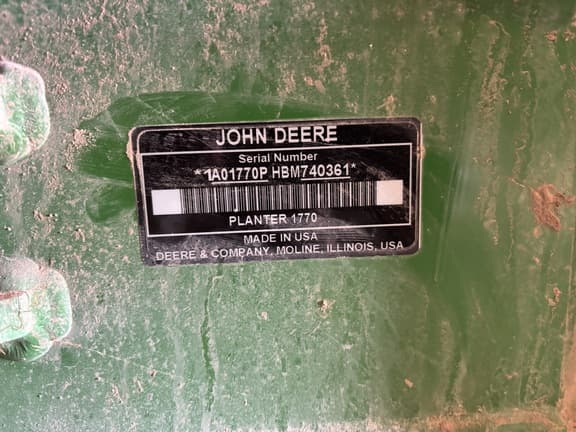 JOHN DEERE
Serial Number
*1A01770P HBM740361*
PLANTER 1770
MADE IN USA
DEERE & COMPANY, MOLINE, ILLINOIS, USA